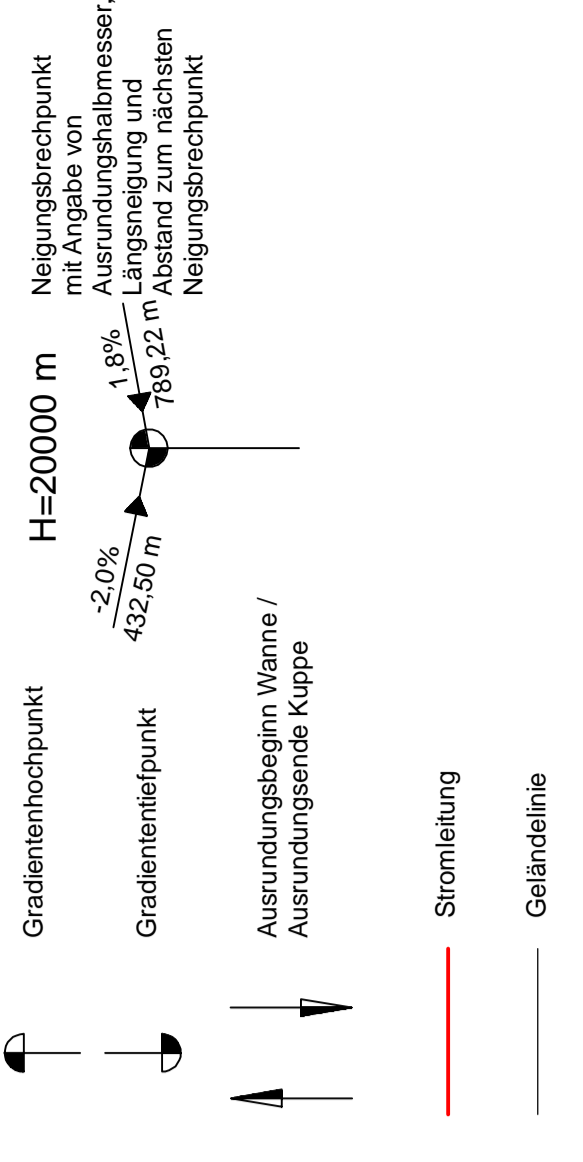 Gradientenhochpunkt
Gradiententiefpunkt
Ausrundungsbeginn Wanne /
Ausrundungsende Kuppe
Stromleitung
Geländelinie
H=20000 m
-2,0%
432,50 m
1,8%
789,22 m
Neigungsbrechpunkt
mit Angabe von
Ausrundungshalbmesser,
Längsneigung und
Abstand zum nächsten
Neigungsbrechpunkt